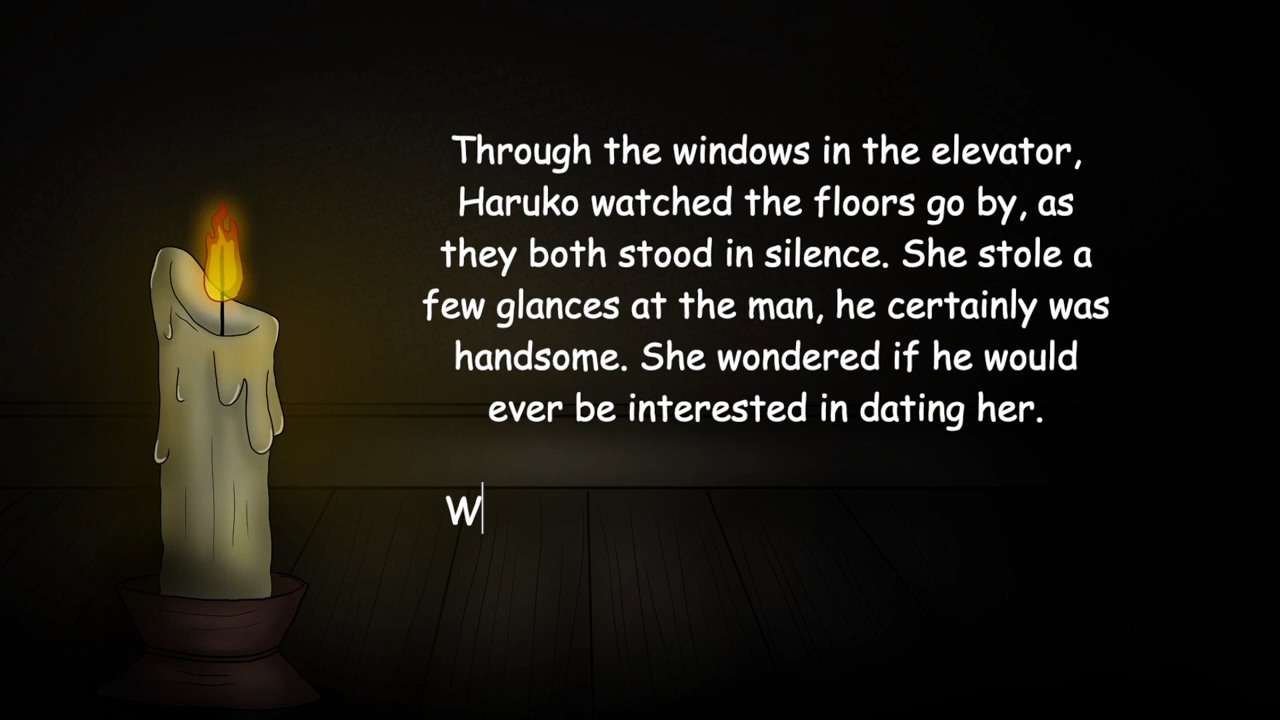 Through the windows in the elevator,
Haruko watched the floors go by, as
they both stood in silence. She stole a
few glances at the man, he certainly was
handsome. She wondered if he would
ever be interested in dating her.
W